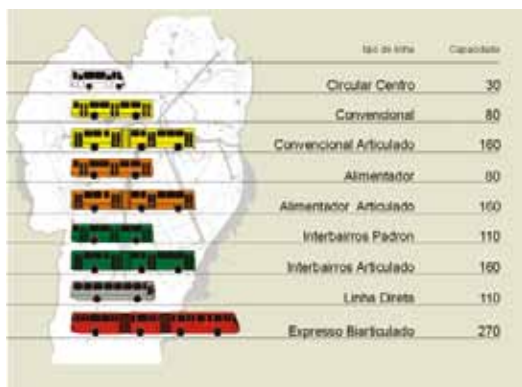 tipo de linha Capacidade
Circular Centro 30
Convencional 80
Convencional Articulado 160
Alimentador 80
Alimentador Articulado 160
Interbairros Padron 110
Interbairros Articulado 160
Linha Direta 110
Expresso Biarticulado 270